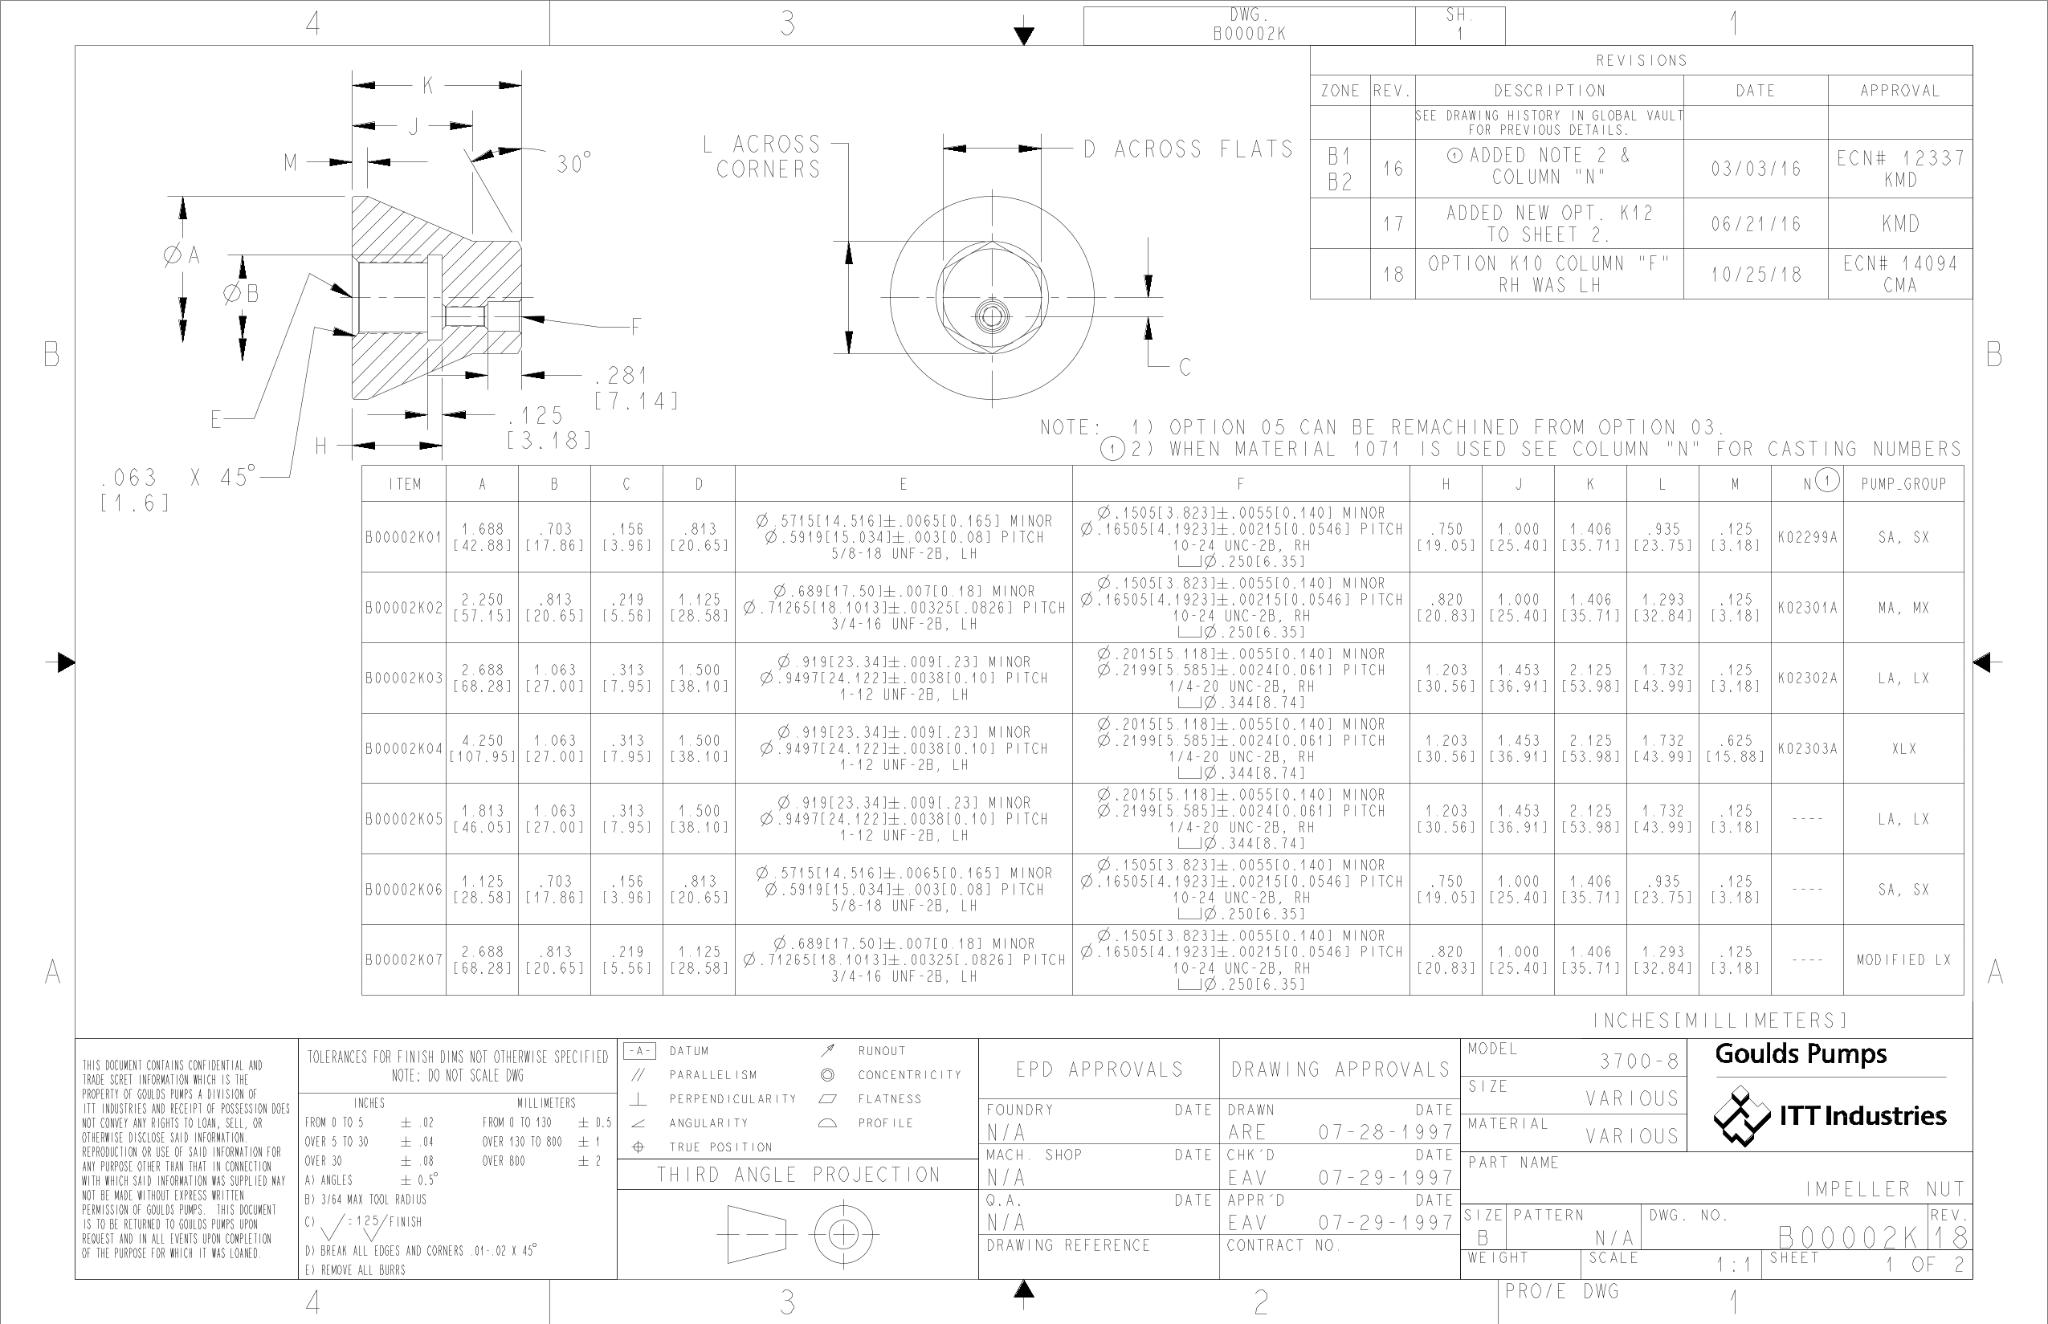 4
3
DWG.
B00002K
SH.
1
1
REVISIONS
ZONE REV. DESCRIPTION DATE APPROVAL
SEE DRAWING HISTORY IN GLOBAL VAULT
FOR PREVIOUS DETAILS.
B1
B2
16
① ADDED NOTE 2 &
COLUMN "N"
03/03/16
ECN# 12337
KMD
17
ADDED NEW OPT. K12
TO SHEET 2.
06/21/16
KMD
18
OPTION K10 COLUMN "F"
RH WAS LH
10/25/18
ECN# 14094
CMA
K
J
M
30°
ØA
ØB
E
F
H
.281
[7.14]
.125
[3.18]
.063 X 45°
[1.6]
L ACROSS
CORNERS
D ACROSS FLATS
C
B
B
NOTE: 1) OPTION 05 CAN BE REMACHINED FROM OPTION 03.
① 2) WHEN MATERIAL 1071 IS USED SEE COLUMN "N" FOR CASTING NUMBERS
ITEM A B C D E F H J K L M N ① PUMP_GROUP
B00002K01
1.688
[42.88]
.703
[17.86]
.156
[3.96]
.813
[20.65]
Ø.5715[14.516]±.0065[0.165] MINOR
Ø.5919[15.034]±.003[0.08] PITCH
5/8-18 UNF-2B, LH
Ø.1505[3.823]±.0055[0.140] MINOR
Ø.16505[4.1923]±.00215[0.0546] PITCH
10-24 UNC-2B, RH
⌴Ø.250[6.35]
.750
[19.05]
1.000
[25.40]
1.406
[35.71]
.935
[23.75]
.125
[3.18]
K02299A
SA, SX
B00002K02
2.250
[57.15]
.813
[20.65]
.219
[5.56]
1.125
[28.58]
Ø.689[17.50]±.007[0.18] MINOR
Ø.71265[18.1013]±.00325[.0826] PITCH
3/4-16 UNF-2B, LH
Ø.1505[3.823]±.0055[0.140] MINOR
Ø.16505[4.1923]±.00215[0.0546] PITCH
10-24 UNC-2B, RH
⌴Ø.250[6.35]
.820
[20.83]
1.000
[25.40]
1.406
[35.71]
1.293
[32.84]
.125
[3.18]
K02301A
MA, MX
B00002K03
2.688
[68.28]
1.063
[27.00]
.313
[7.95]
1.500
[38.10]
Ø.919[23.34]±.009[.23] MINOR
Ø.9497[24.122]±.0038[0.10] PITCH
1-12 UNF-2B, LH
Ø.2015[5.118]±.0055[0.140] MINOR
Ø.2199[5.585]±.0024[0.061] PITCH
1/4-20 UNC-2B, RH
⌴Ø.344[8.74]
1.203
[30.56]
1.453
[36.91]
2.125
[53.98]
1.732
[43.99]
.125
[3.18]
K02302A
LA, LX
B00002K04
4.250
[107.95]
1.063
[27.00]
.313
[7.95]
1.500
[38.10]
Ø.919[23.34]±.009[.23] MINOR
Ø.9497[24.122]±.0038[0.10] PITCH
1-12 UNF-2B, LH
Ø.2015[5.118]±.0055[0.140] MINOR
Ø.2199[5.585]±.0024[0.061] PITCH
1/4-20 UNC-2B, RH
⌴Ø.344[8.74]
1.203
[30.56]
1.453
[36.91]
2.125
[53.98]
1.732
[43.99]
.625
[15.88]
K02303A
XLX
B00002K05
1.813
[46.05]
1.063
[27.00]
.313
[7.95]
1.500
[38.10]
Ø.919[23.34]±.009[.23] MINOR
Ø.9497[24.122]±.0038[0.10] PITCH
1-12 UNF-2B, LH
Ø.2015[5.118]±.0055[0.140] MINOR
Ø.2199[5.585]±.0024[0.061] PITCH
1/4-20 UNC-2B, RH
⌴Ø.344[8.74]
1.203
[30.56]
1.453
[36.91]
2.125
[53.98]
1.732
[43.99]
.125
[3.18]
----
LA, LX
B00002K06
1.125
[28.58]
.703
[17.86]
.156
[3.96]
.813
[20.65]
Ø.5715[14.516]±.0065[0.165] MINOR
Ø.5919[15.034]±.003[0.08] PITCH
5/8-18 UNF-2B, LH
Ø.1505[3.823]±.0055[0.140] MINOR
Ø.16505[4.1923]±.00215[0.0546] PITCH
10-24 UNC-2B, RH
⌴Ø.250[6.35]
.750
[19.05]
1.000
[25.40]
1.406
[35.71]
.935
[23.75]
.125
[3.18]
----
SA, SX
B00002K07
2.688
[68.28]
.813
[20.65]
.219
[5.56]
1.125
[28.58]
Ø.689[17.50]±.007[0.18] MINOR
Ø.71265[18.1013]±.00325[.0826] PITCH
3/4-16 UNF-2B, LH
Ø.1505[3.823]±.0055[0.140] MINOR
Ø.16505[4.1923]±.00215[0.0546] PITCH
10-24 UNC-2B, RH
⌴Ø.250[6.35]
.820
[20.83]
1.000
[25.40]
1.406
[35.71]
1.293
[32.84]
.125
[3.18]
----
MODIFIED LX
A
A
INCHES[MILLIMETERS]
THIS DOCUMENT CONTAINS CONFIDENTIAL AND
TRADE SCRET INFORMATION WHICH IS THE
PROPERTY OF GOULDS PUMPS A DIVISION OF
ITT INDUSTRIES AND RECEIPT OF POSSESSION DOES
NOT CONVEY ANY RIGHTS TO LOAN, SELL, OR
OTHERWISE DISCLOSE SAID INFORMATION.
REPRODUCTION OR USE OF SAID INFORMATION FOR
ANY PURPOSE OTHER THAN THAT IN CONNECTION
WITH WHICH SAID INFORMATION WAS SUPPLIED MAY
NOT BE MADE WITHOUT EXPRESS WRITTEN
PERMISSION OF GOULDS PUMPS. THIS DOCUMENT
IS TO BE RETURNED TO GOULDS PUMPS UPON
REQUEST AND IN ALL EVENTS UPON COMPLETION
OF THE PURPOSE FOR WHICH IT WAS LOANED.
TOLERANCES FOR FINISH DIMS NOT OTHERWISE SPECIFIED
NOTE: DO NOT SCALE DWG
INCHES MILLIMETERS
FROM 0 TO 5 ± .02 FROM 0 TO 130 ± 0.5
OVER 5 TO 30 ± .04 OVER 130 TO 800 ± 1
OVER 30 ± .08 OVER 800 ± 2
A) ANGLES ± 0.5°
B) 3/64 MAX TOOL RADIUS
C) √ = 125√ FINISH
D) BREAK ALL EDGES AND CORNERS .01-.02 X 45°
E) REMOVE ALL BURRS
-A- DATUM RUNOUT
PARALLELISM CONCENTRICITY
PERPENDICULARITY FLATNESS
ANGULARITY PROFILE
TRUE POSITION
THIRD ANGLE PROJECTION
EPD APPROVALS
FOUNDRY DATE
N/A
MACH. SHOP DATE
N/A
Q.A. DATE
N/A
DRAWING REFERENCE
DRAWING APPROVALS
DRAWN DATE
ARE 07-28-1997
CHK'D DATE
EAV 07-29-1997
APPR'D DATE
EAV 07-29-1997
CONTRACT NO.
MODEL
3700-8
SIZE
VARIOUS
MATERIAL
VARIOUS
Goulds Pumps
ITT Industries
PART NAME
IMPELLER NUT
SIZE PATTERN DWG. NO. REV.
B N/A B00002K 18
WEIGHT SCALE 1:1 SHEET 1 OF 2
4
3
2
PRO/E DWG
1